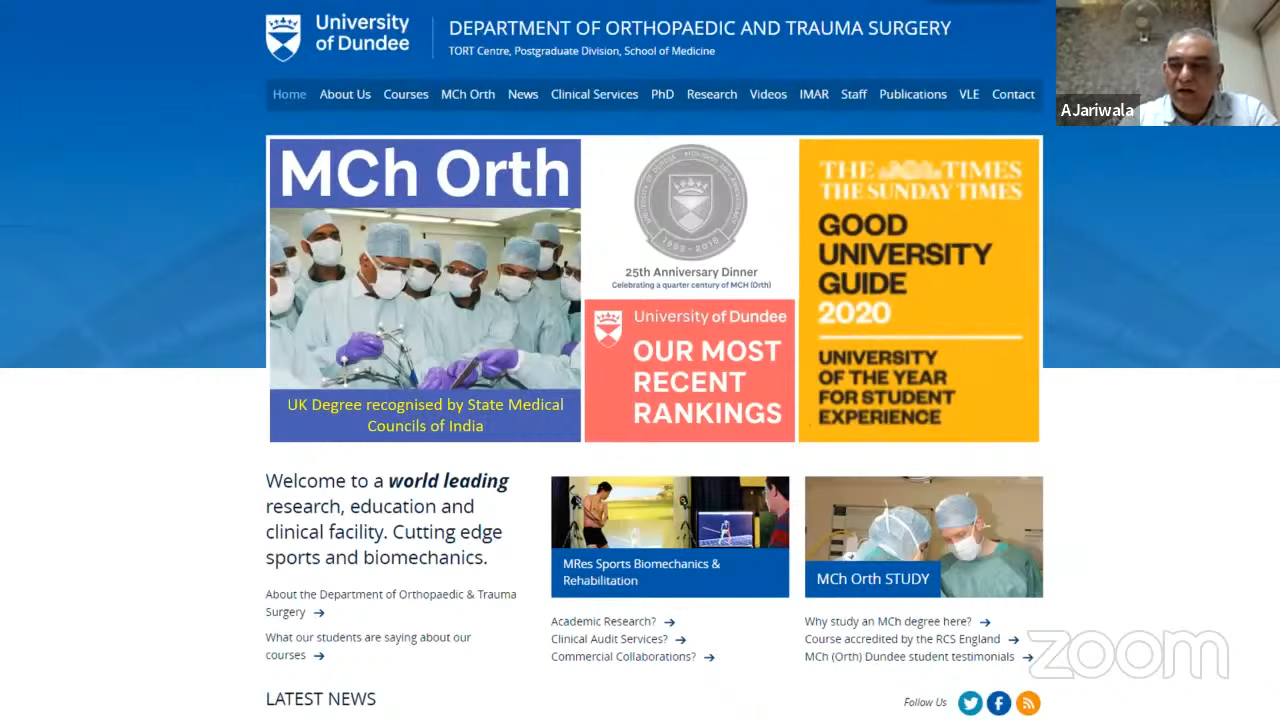 University
of Dundee
DEPARTMENT OF ORTHOPAEDIC AND TRAUMA SURGERY
TORT Centre, Postgraduate Division, School of Medicine
A Jariwala
Home About Us Courses MCh Orth News Clinical Services PhD Research Videos IMAR Staff Publications VLE Contact
MCh Orth
UK Degree recognised by State Medical
Councils of India
25th Anniversary Dinner
Celebrating a quarter century of MCH (Orth)
University of Dundee
OUR MOST
RECENT
RANKINGS
THE TIMES
THE SUNDAY TIMES
GOOD
UNIVERSITY
GUIDE
2020
UNIVERSITY
OF THE YEAR
FOR STUDENT
EXPERIENCE
Welcome to a world leading
research, education and
clinical facility. Cutting edge
sports and biomechanics.
About the Department of Orthopaedic & Trauma
Surgery
What our students are saying about our
courses
MRes Sports Biomechanics &
Rehabilitation
Academic Research?
Clinical Audit Services?
Commercial Collaborations?
MCh Orth STUDY
Why study an MCh degree here?
Course accredited by the RCS England
MCh (Orth) Dundee student testimonials
zoom
LATEST NEWS
Follow Us